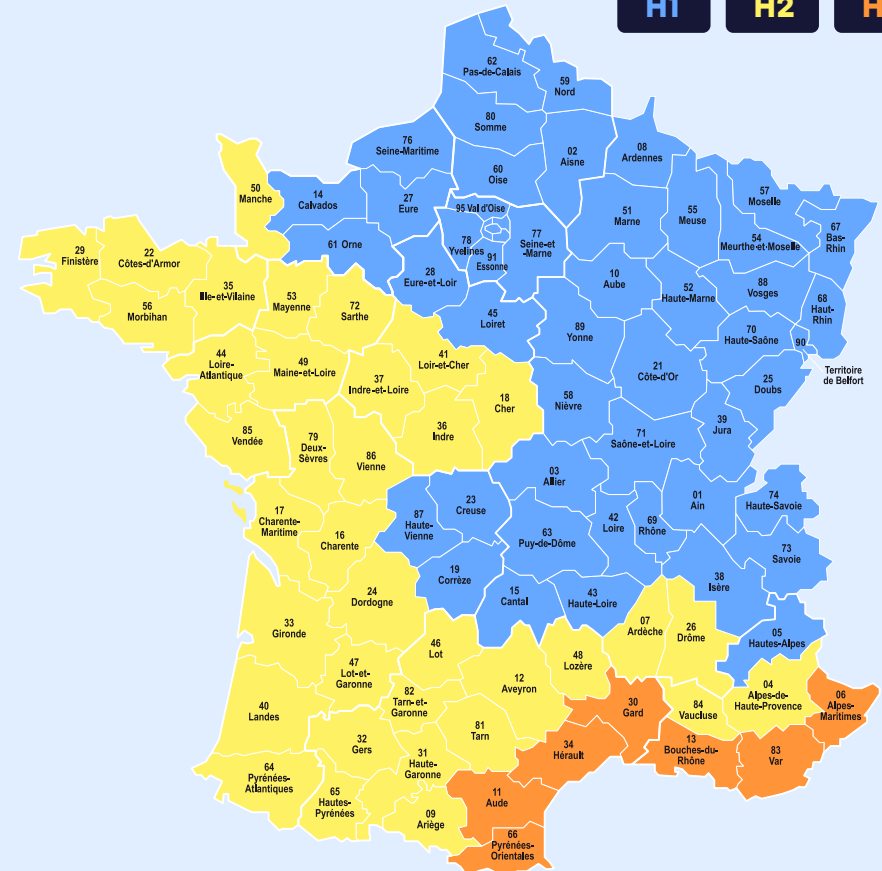 H1
H2
H
62
Pas-de-Calais
59
Nord
80
Somme
76
Seine-Maritime
02
Aisne
08
Ardennes
60
Oise
50
Manche
14
Calvados
27
Eure
95 Val d'Oise
57
Moselle
51
Marne
55
Meuse
67
Bas-
Rhin
61 Orne
78
Yvelines
77
Seine-et
-Marne
54
Meurthe-et-Moselle
91
Essonne
29
Finistère
22
Côtes-d'Armor
28
Eure-et-Loir
10
Aube
52
Haute-Marne
88
Vosges
68
Haut-
Rhin
35
Ille-et-Vilaine
53
Mayenne
72
Sarthe
56
Morbihan
45
Loiret
89
Yonne
70
Haute-Saône
90
Territoire
de Belfort
44
Loire-
Atlantique
49
Maine-et-Loire
41
Loir-et-Cher
37
Indre-et-Loire
21
Côte-d'Or
25
Doubs
18
Cher
58
Nièvre
39
Jura
85
Vendée
79
Deux-
Sèvres
36
Indre
71
Saône-et-Loire
86
Vienne
03
Allier
01
Ain
74
Haute-Savoie
17
Charente-
Maritime
16
Charente
87
Haute-
Vienne
23
Creuse
63
Puy-de-Dôme
42
Loire
69
Rhône
73
Savoie
19
Corrèze
38
Isère
24
Dordogne
15
Cantal
43
Haute-Loire
33
Gironde
07
Ardèche
26
Drôme
05
Hautes-Alpes
46
Lot
48
Lozère
47
Lot-et-
Garonne
12
Aveyron
04
Alpes-de-
Haute-Provence
06
Alpes-
Maritimes
40
Landes
82
Tarn-et-
Garonne
30
Gard
84
Vaucluse
81
Tarn
32
Gers
31
Haute-
Garonne
34
Hérault
13
Bouches-du-
Rhône
83
Var
64
Pyrénées-
Atlantiques
65
Hautes-
Pyrénées
11
Aude
09
Ariège
66
Pyrénées-
Orientales